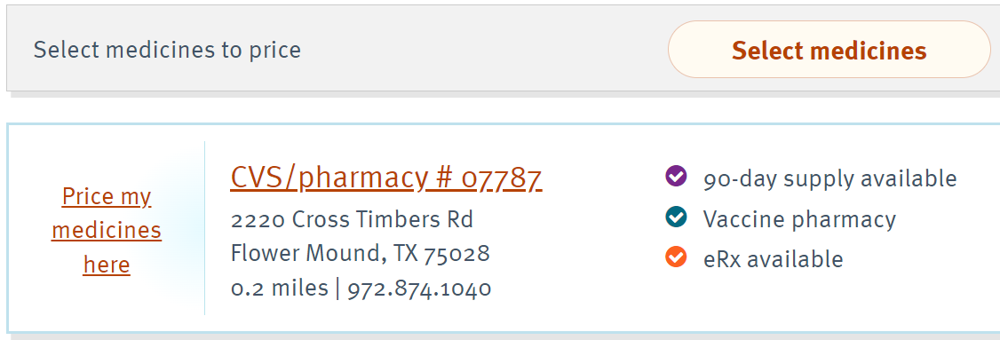 Select medicines to price
Select medicines
Price my
medicines
here
CVS/pharmacy # 07787
2220 Cross Timbers Rd
Flower Mound, TX 75028
0.2 miles | 972.874.1040
90-day supply available
Vaccine pharmacy
eRx available